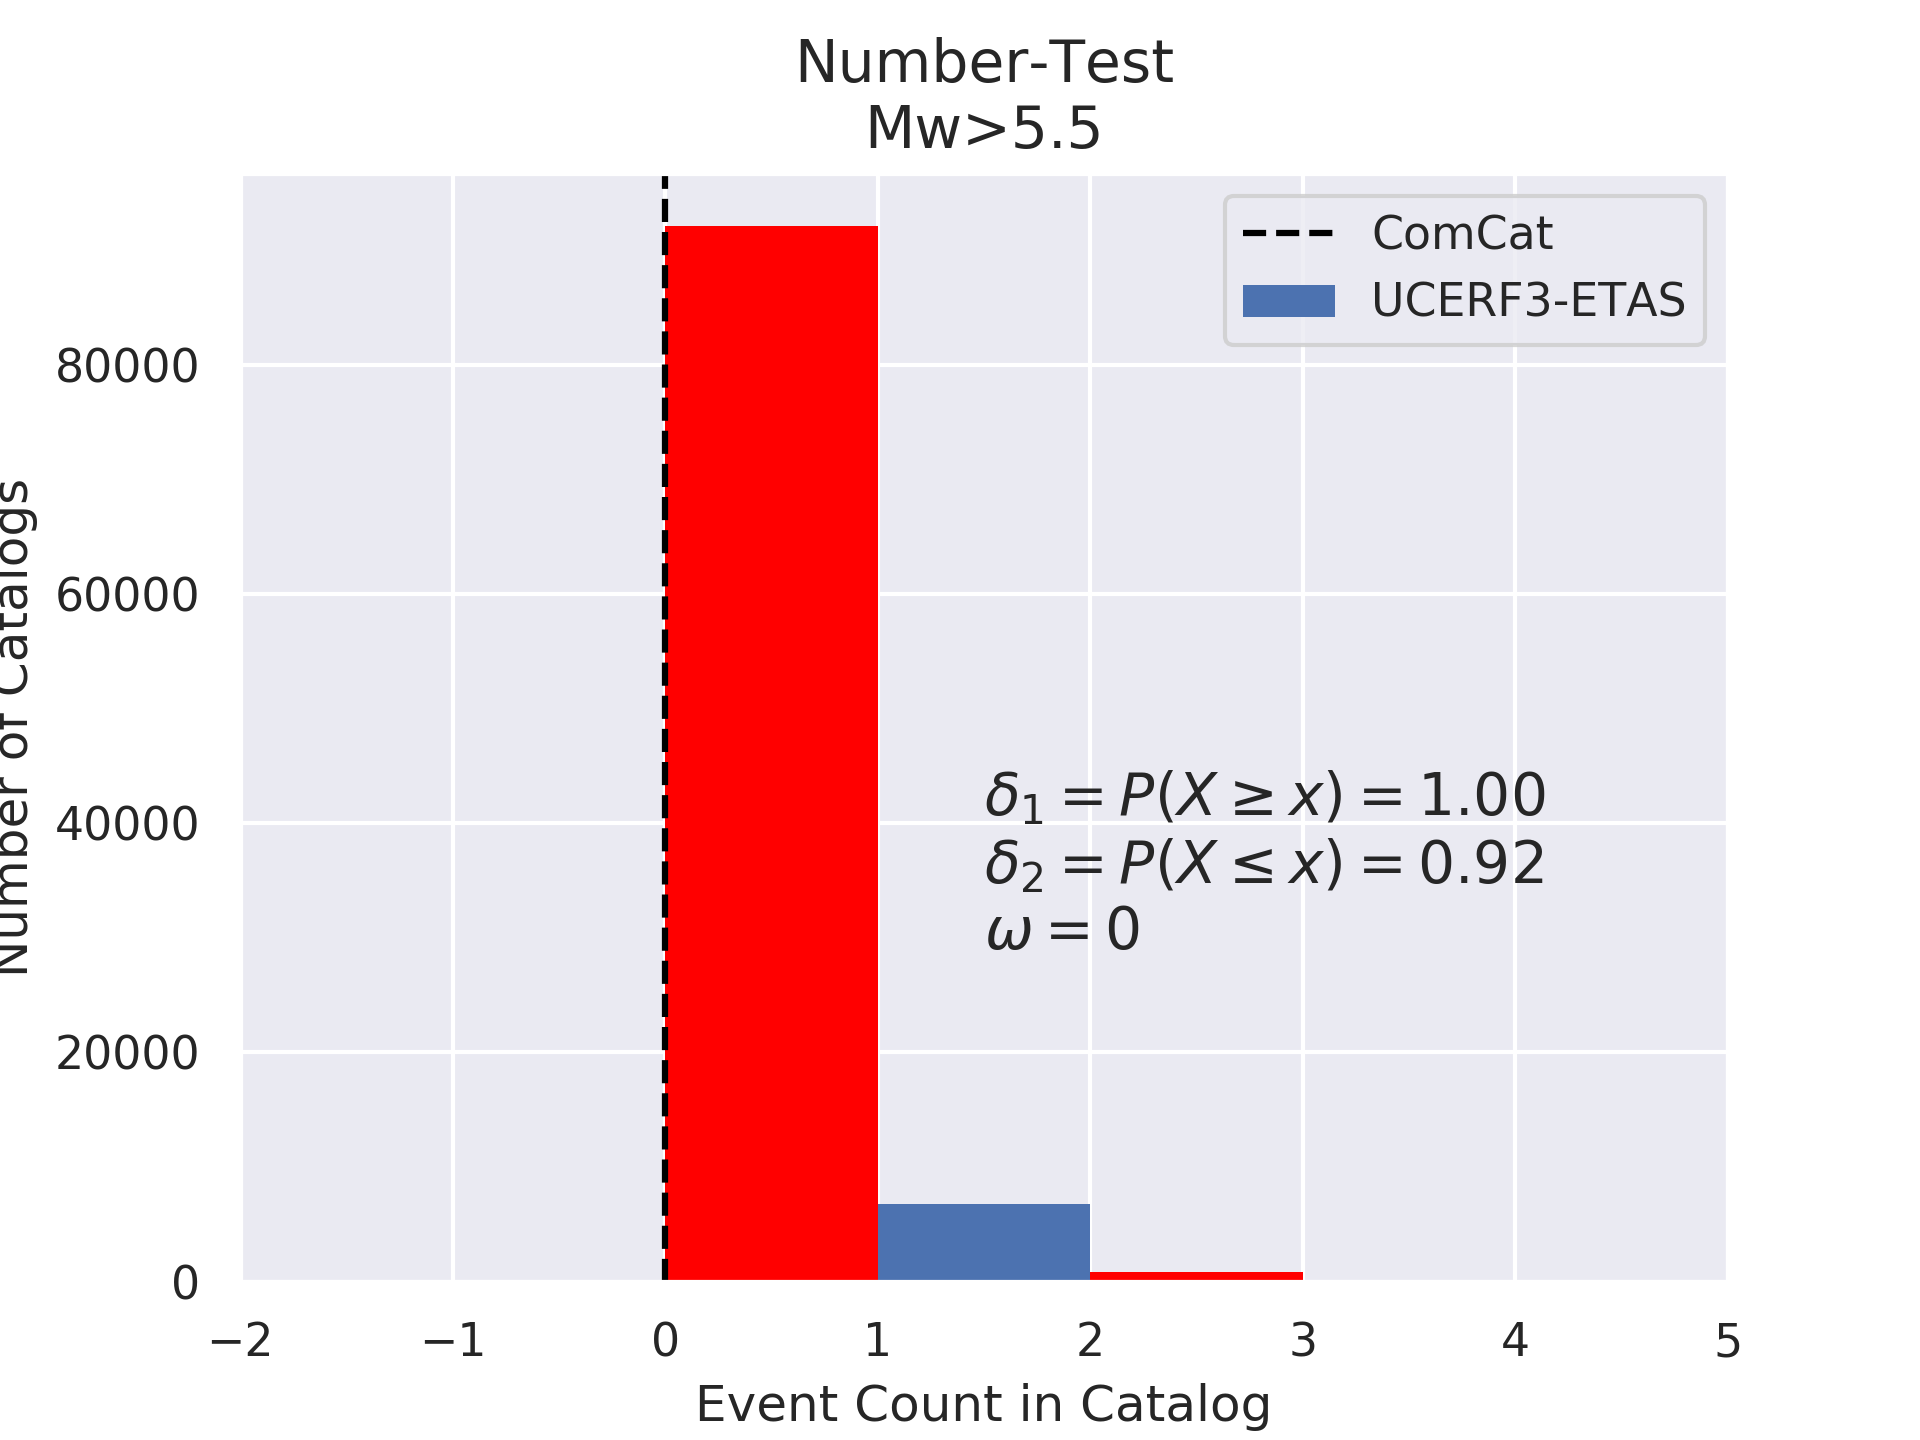 Number-Test
Mw>5.5
ComCat
UCERF3-ETAS
80000
60000
40000
20000
0
Number of Catalogs
δ₁ = P(X ≥ x) = 1.00
δ₂ = P(X ≤ x) = 0.92
ω = 0
−2 −1 0 1 2 3 4 5
Event Count in Catalog